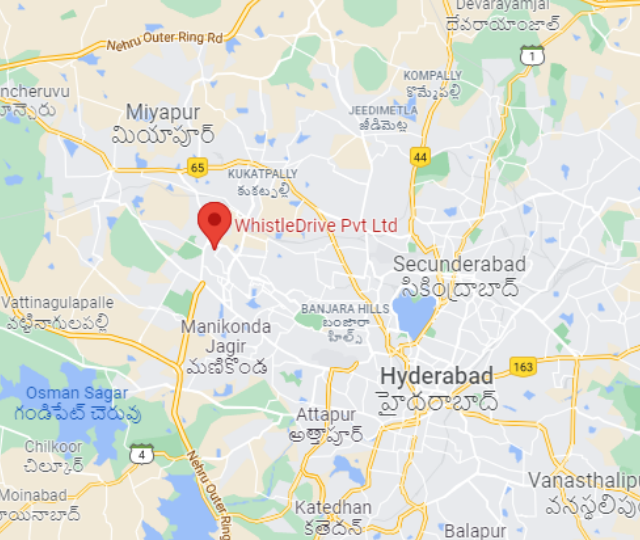 Devarayamjal
దేవరాయాంజాల్
Nehru Outer Ring Rd
1
KOMPALLY
కొమ్పల్లి
ncheruvu
Miyapur
మియాపూర్
JEEDIMETLA
జీడిమెట్ల
44
65
KUKATPALLY
కుకట్పల్లి
WhistleDrive Pvt Ltd
Secunderabad
సికింద్రాబాద్
Vattinagulapalle
వట్టినాగులపల్లి
BANJARA HILLS
బంజారా
హిల్స్
Manikonda
Jagir
మణికొండ
163
Hyderabad
హైదరాబాద్
Osman Sagar
గండిపేట్ చెరువు
Attapur
అత్తాపూర్
Chilkoor
చిల్కూర్
4
Nehru Outer Ring
Moinabad
ాయినాబాద్
Vanasthalipu
వనస్థలిపు
Katedhan
కతేదన్
Balapur